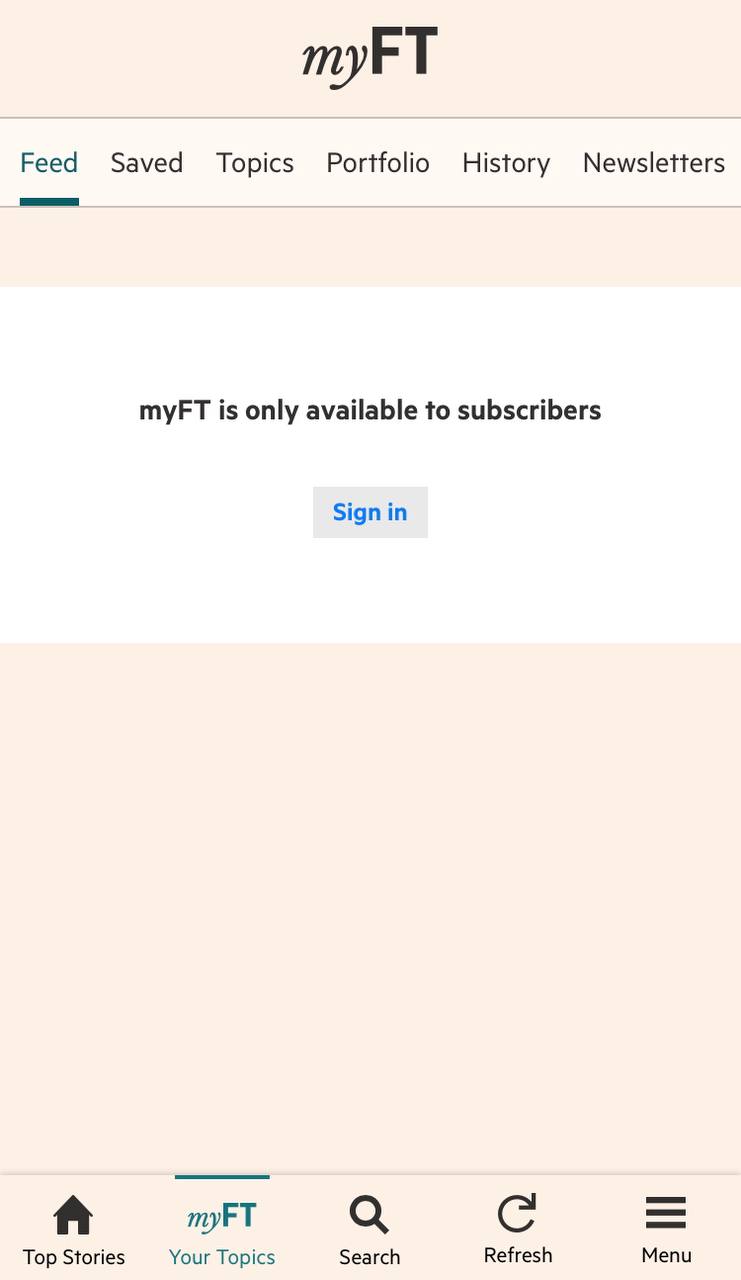 myFT
Feed Saved Topics Portfolio History Newsletters
myFT is only available to subscribers
Sign in
myFT
Top Stories Your Topics Search Refresh Menu